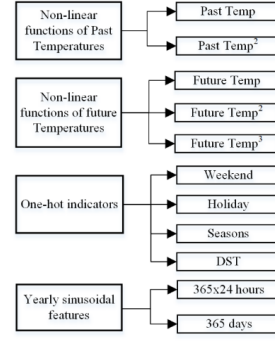 Non-linear
functions of Past
Temperatures
Past Temp
Past Temp²
Non-linear
functions of future
Temperatures
Future Temp
Future Temp²
Future Temp³
One-hot indicators
Weekend
Holiday
Seasons
DST
Yearly sinusoidal
features
365x24 hours
365 days